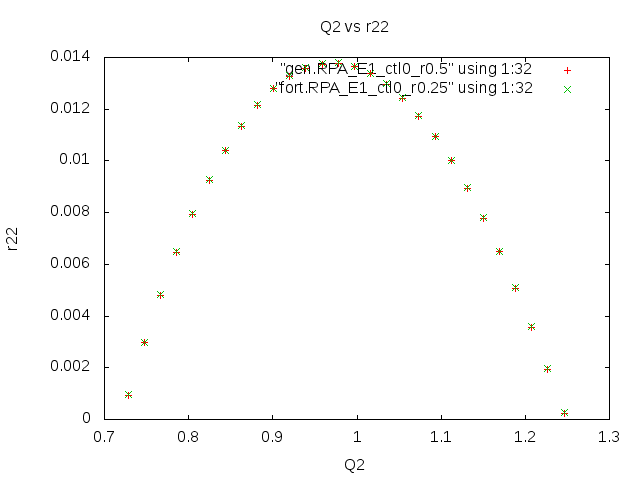 Q2 vs r22
"gen.RPA_E1_ctl0_r0.5" using 1:32
"fort.RPA_E1_ctl0_r0.25" using 1:32
0.014
0.012
0.01
0.008
0.006
0.004
0.002
0
r22
0.7 0.8 0.9 1 1.1 1.2 1.3
Q2